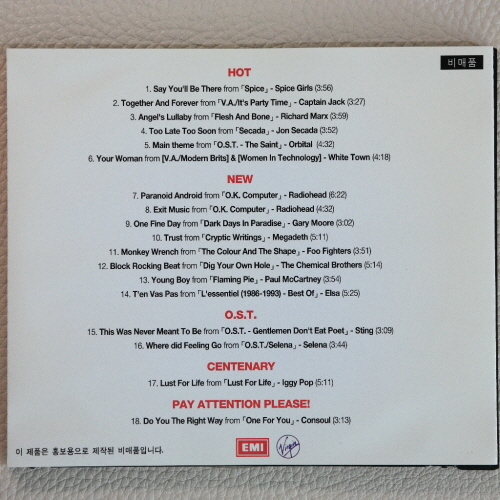 비매품
HOT
1. Say You'll Be There from「Spice」- Spice Girls (3:56)
2. Together And Forever from「V.A./It's Party Time」- Captain Jack (3:27)
3. Angel's Lullaby from「Flesh And Bone」- Richard Marx (3:59)
4. Too Late Too Soon from「Secada」- Jon Secada (3:52)
5. Main theme from「O.S.T. - The Saint」- Orbital (4:32)
6. Your Woman from [V.A./Modern Brits] & [Women In Technology] - White Town (4:18)
NEW
7. Paranoid Android from「O.K. Computer」- Radiohead (6:22)
8. Exit Music from「O.K. Computer」- Radiohead (4:32)
9. One Fine Day from「Dark Days In Paradise」- Gary Moore (3:02)
10. Trust from「Cryptic Writings」- Megadeth (5:11)
11. Monkey Wrench from「The Colour And The Shape」- Foo Fighters (3:51)
12. Block Rocking Beat from「Dig Your Own Hole」- The Chemical Brothers (5:14)
13. Young Boy from「Flaming Pie」- Paul McCartney (3:54)
14. T'en Vas Pas from「L'essentiel (1986-1993) - Best Of」- Elsa (5:25)
O.S.T.
15. This Was Never Meant To Be from「O.S.T. - Gentlemen Don't Eat Poet」- Sting (3:09)
16. Where did Feeling Go from「O.S.T./Selena」- Selena (3:44)
CENTENARY
17. Lust For Life from「Lust For Life」- Iggy Pop (5:11)
PAY ATTENTION PLEASE!
18. Do You The Right Way from「One For You」- Consoul (3:13)
이 제품은 홍보용으로 제작된 비매품입니다.
EMI
Virgin